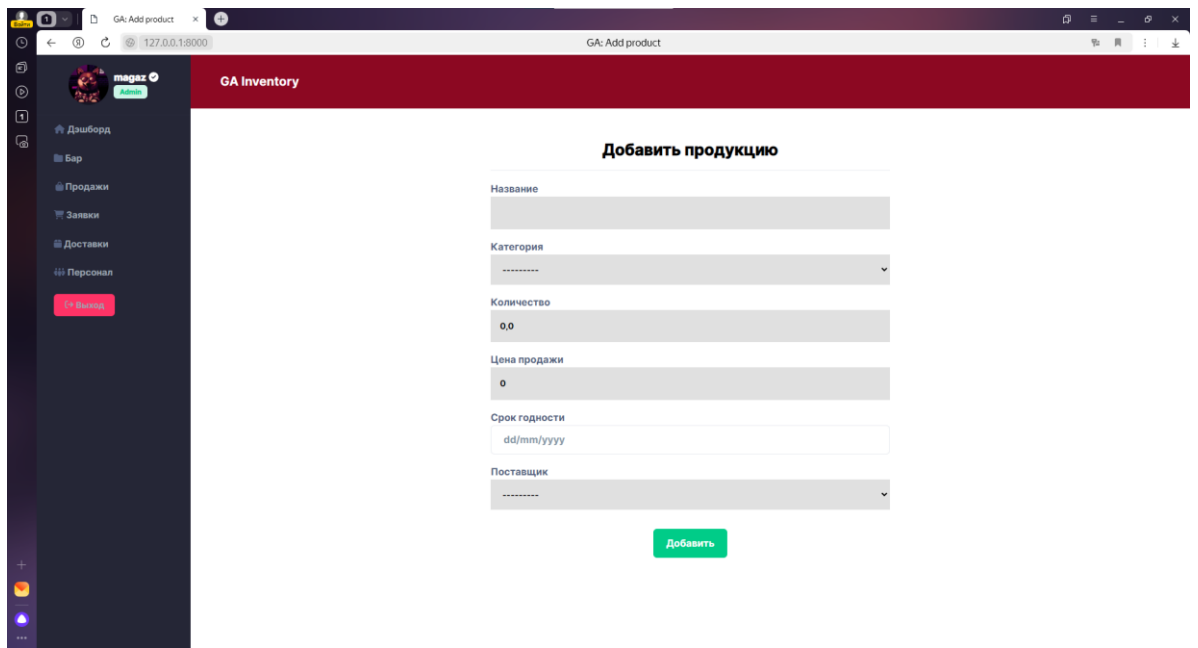 Войти
1
GA: Add product
127.0.0.1:8000
GA: Add product
magaz
Admin
GA Inventory
Дэшборд
Бар
Продажи
Заявки
Доставки
Персонал
Выход
Добавить продукцию
Название
Категория
---------
Количество
0,0
Цена продажи
0
Срок годности
dd/mm/yyyy
Поставщик
---------
Добавить